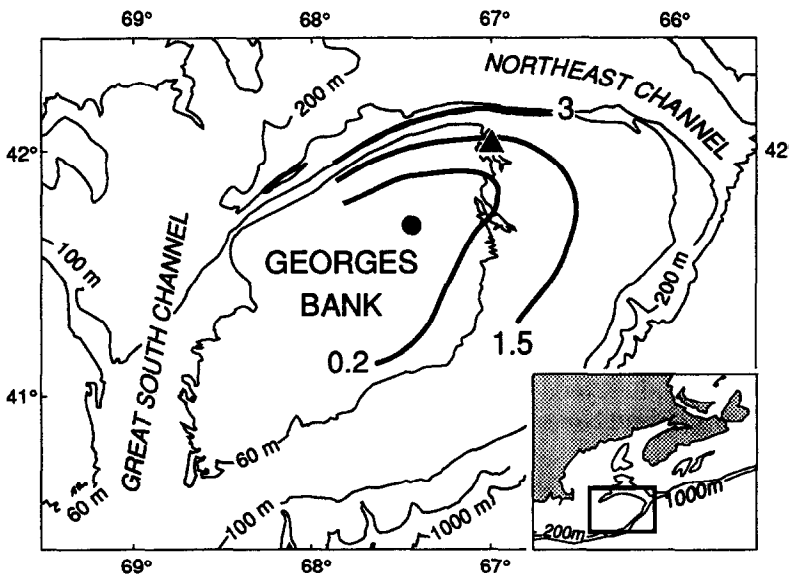 69°
68°
67°
66°
NORTHEAST CHANNEL
200 m
3
42°
42
100 m
GREAT SOUTH CHANNEL
GEORGES
BANK
200 m
1.5
0.2
41°
60 m
60 m
100 m
1000 m
1000m
200m
69°
68°
67°